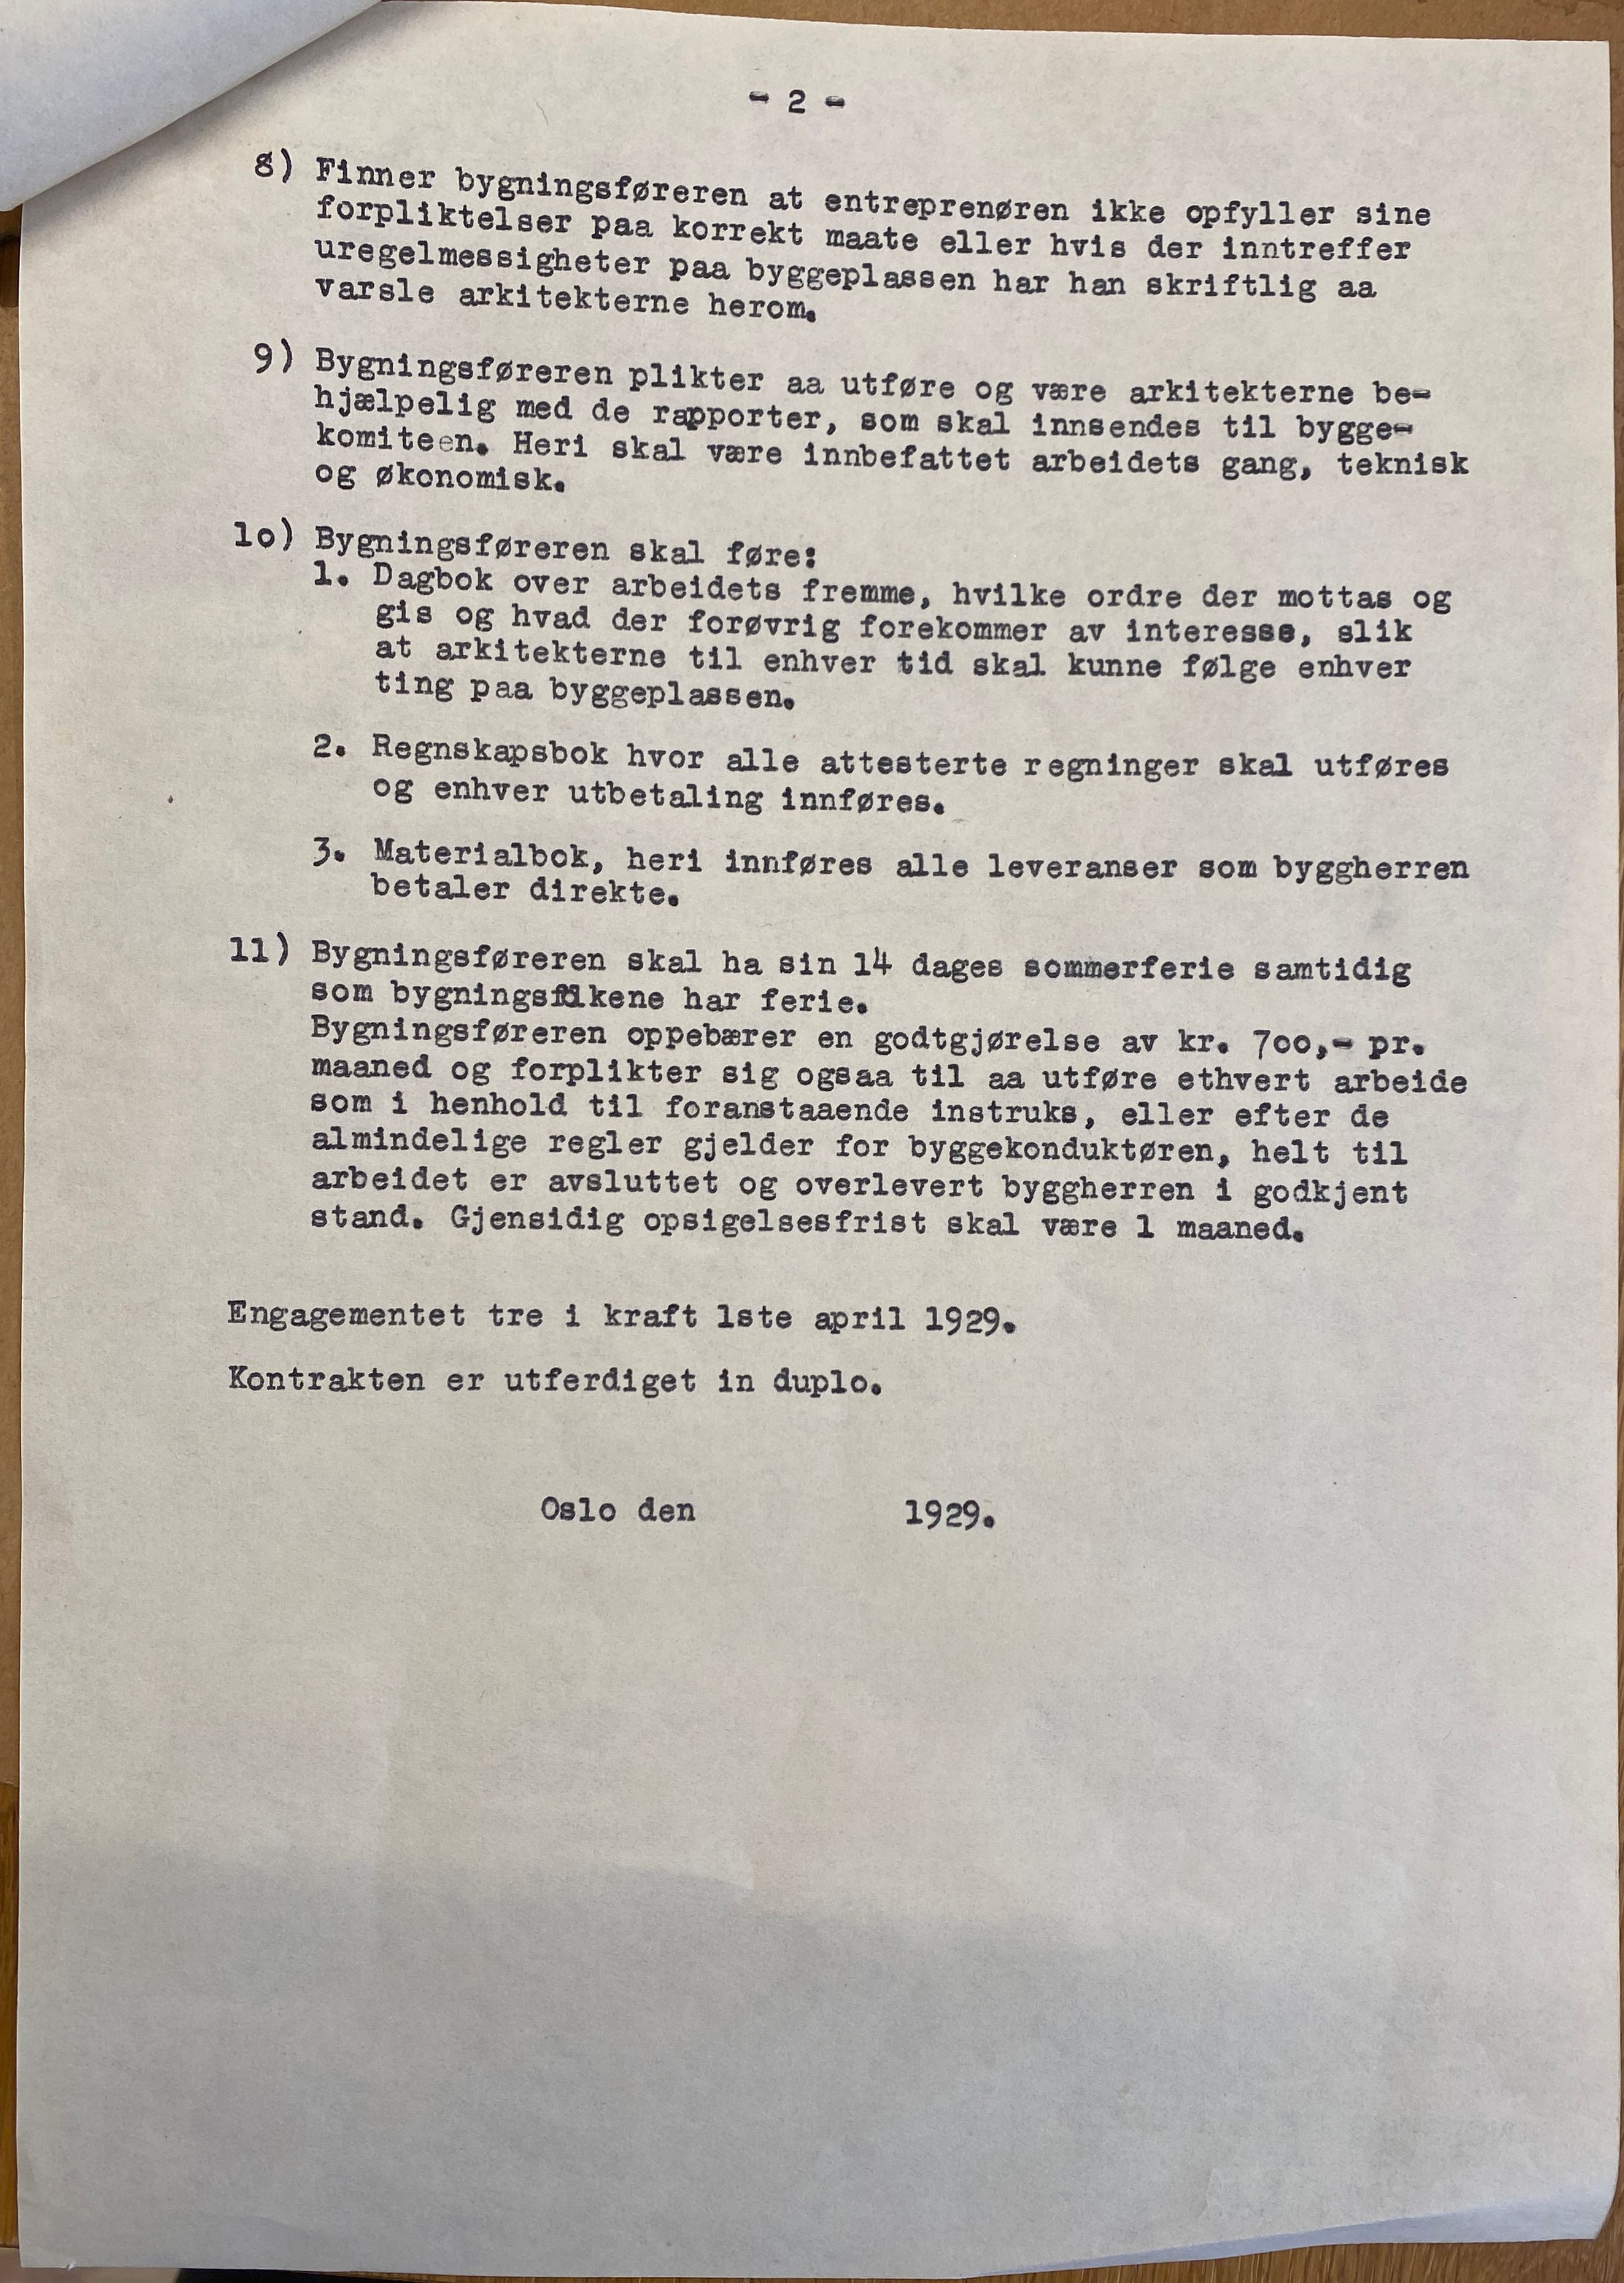 - 2 -
8) Finner bygningsføreren at entreprenøren ikke opfyller sine
forpliktelser paa korrekt maate eller hvis der inntreffer
uregelmessigheter paa byggeplassen har han skriftlig aa
varsle arkitekterne herom.
9) Bygningsføreren plikter aa utføre og være arkitekterne be-
hjælpelig med de rapporter, som skal innsendes til bygge-
komiteen. Heri skal være innbefattet arbeidets gang, teknisk
og økonomisk.
1o) Bygningsføreren skal føre:
1. Dagbok over arbeidets fremme, hvilke ordre der mottas og
gis og hvad der forøvrig forekommer av interesse, slik
at arkitekterne til enhver tid skal kunne følge enhver
ting paa byggeplassen.
2. Regnskapsbok hvor alle attesterte regninger skal utføres
og enhver utbetaling innføres.
3. Materialbok, heri innføres alle leveranser som byggherren
betaler direkte.
11) Bygningsføreren skal ha sin 14 dages sommerferie samtidig
som bygningsfolkene har ferie.
Bygningsføreren oppebærer en godtgjørelse av kr. 7oo,- pr.
maaned og forplikter sig ogsaa til aa utføre ethvert arbeide
som i henhold til foranstaaende instruks, eller efter de
almindelige regler gjelder for byggekonduktøren, helt til
arbeidet er avsluttet og overlevert byggherren i godkjent
stand. Gjensidig opsigelsesfrist skal være 1 maaned.
Engagementet tre i kraft 1ste april 1929.
Kontrakten er utferdiget in duplo.
Oslo den 1929.